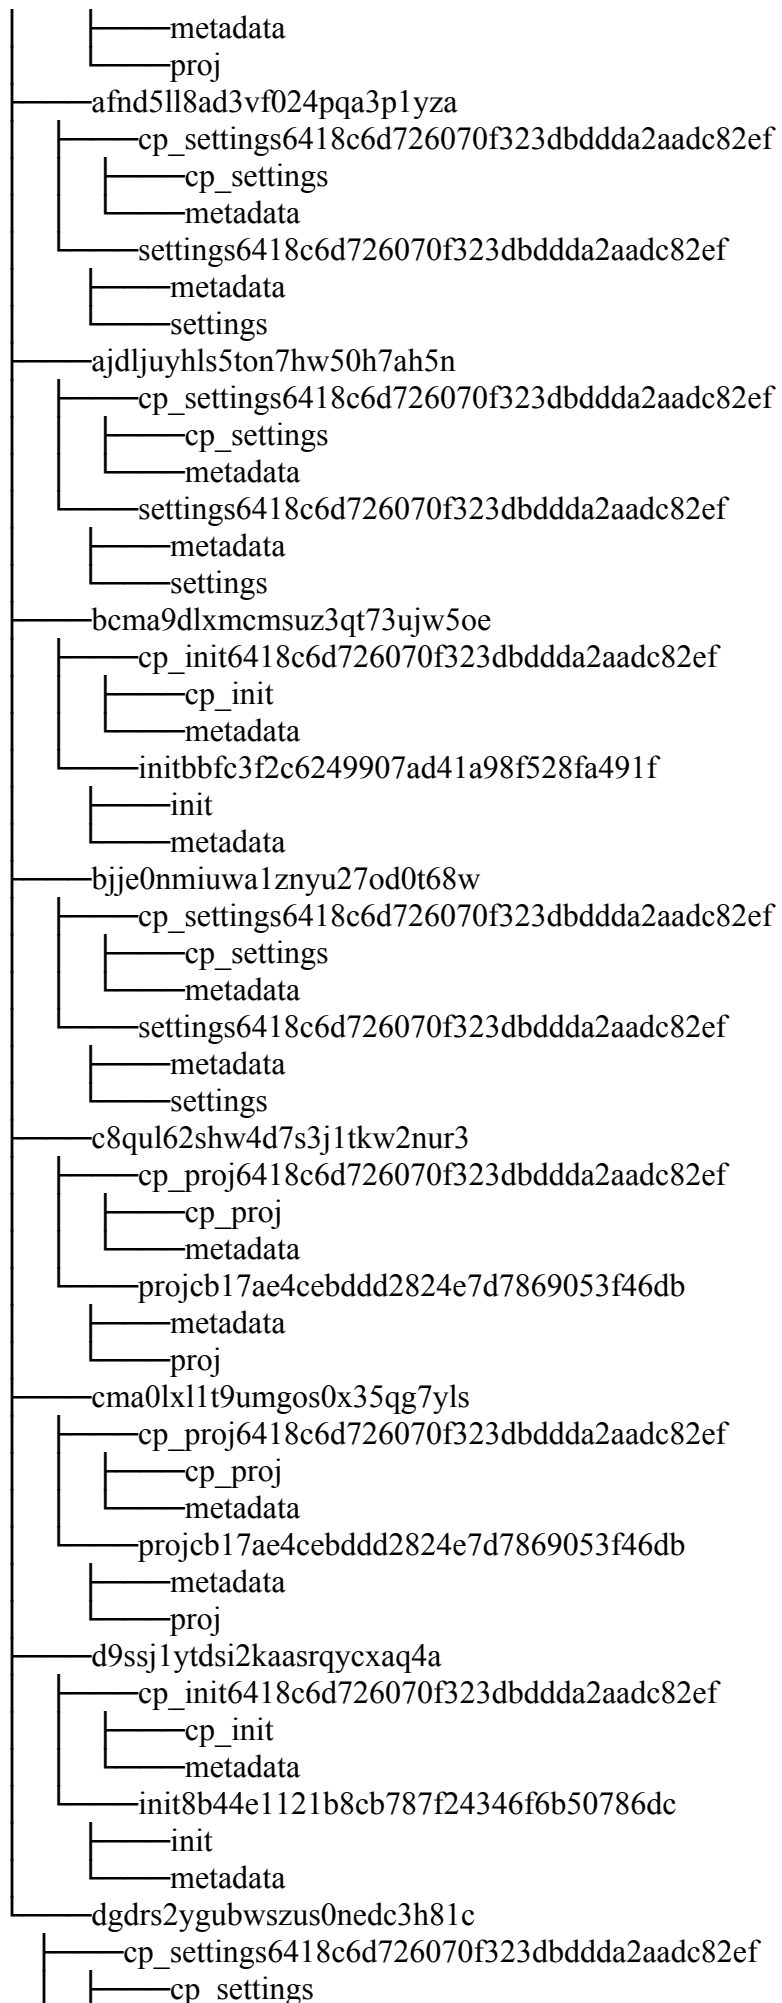 metadata
proj
afnd5ll8ad3vf024pqa3p1yza
cp_settings6418c6d726070f323dbddda2aadc82ef
cp_settings
metadata
settings6418c6d726070f323dbddda2aadc82ef
metadata
settings
ajdljuyhls5ton7hw50h7ah5n
cp_settings6418c6d726070f323dbddda2aadc82ef
cp_settings
metadata
settings6418c6d726070f323dbddda2aadc82ef
metadata
settings
bcma9dlxmcmsuz3qt73ujw5oe
cp_init6418c6d726070f323dbddda2aadc82ef
cp_init
metadata
initbbfc3f2c6249907ad41a98f528fa491f
init
metadata
bjje0nmiuwa1znyu27od0t68w
cp_settings6418c6d726070f323dbddda2aadc82ef
cp_settings
metadata
settings6418c6d726070f323dbddda2aadc82ef
metadata
settings
c8qul62shw4d7s3j1tkw2nur3
cp_proj6418c6d726070f323dbddda2aadc82ef
cp_proj
metadata
projcb17ae4cebddd2824e7d7869053f46db
metadata
proj
cma0lxl1t9umgos0x35qg7yls
cp_proj6418c6d726070f323dbddda2aadc82ef
cp_proj
metadata
projcb17ae4cebddd2824e7d7869053f46db
metadata
proj
d9ssj1ytdsi2kaasrqycxaq4a
cp_init6418c6d726070f323dbddda2aadc82ef
cp_init
metadata
init8b44e1121b8cb787f24346f6b50786dc
init
metadata
dgdrs2ygubwszus0nedc3h81c
cp_settings6418c6d726070f323dbddda2aadc82ef
cp_settings